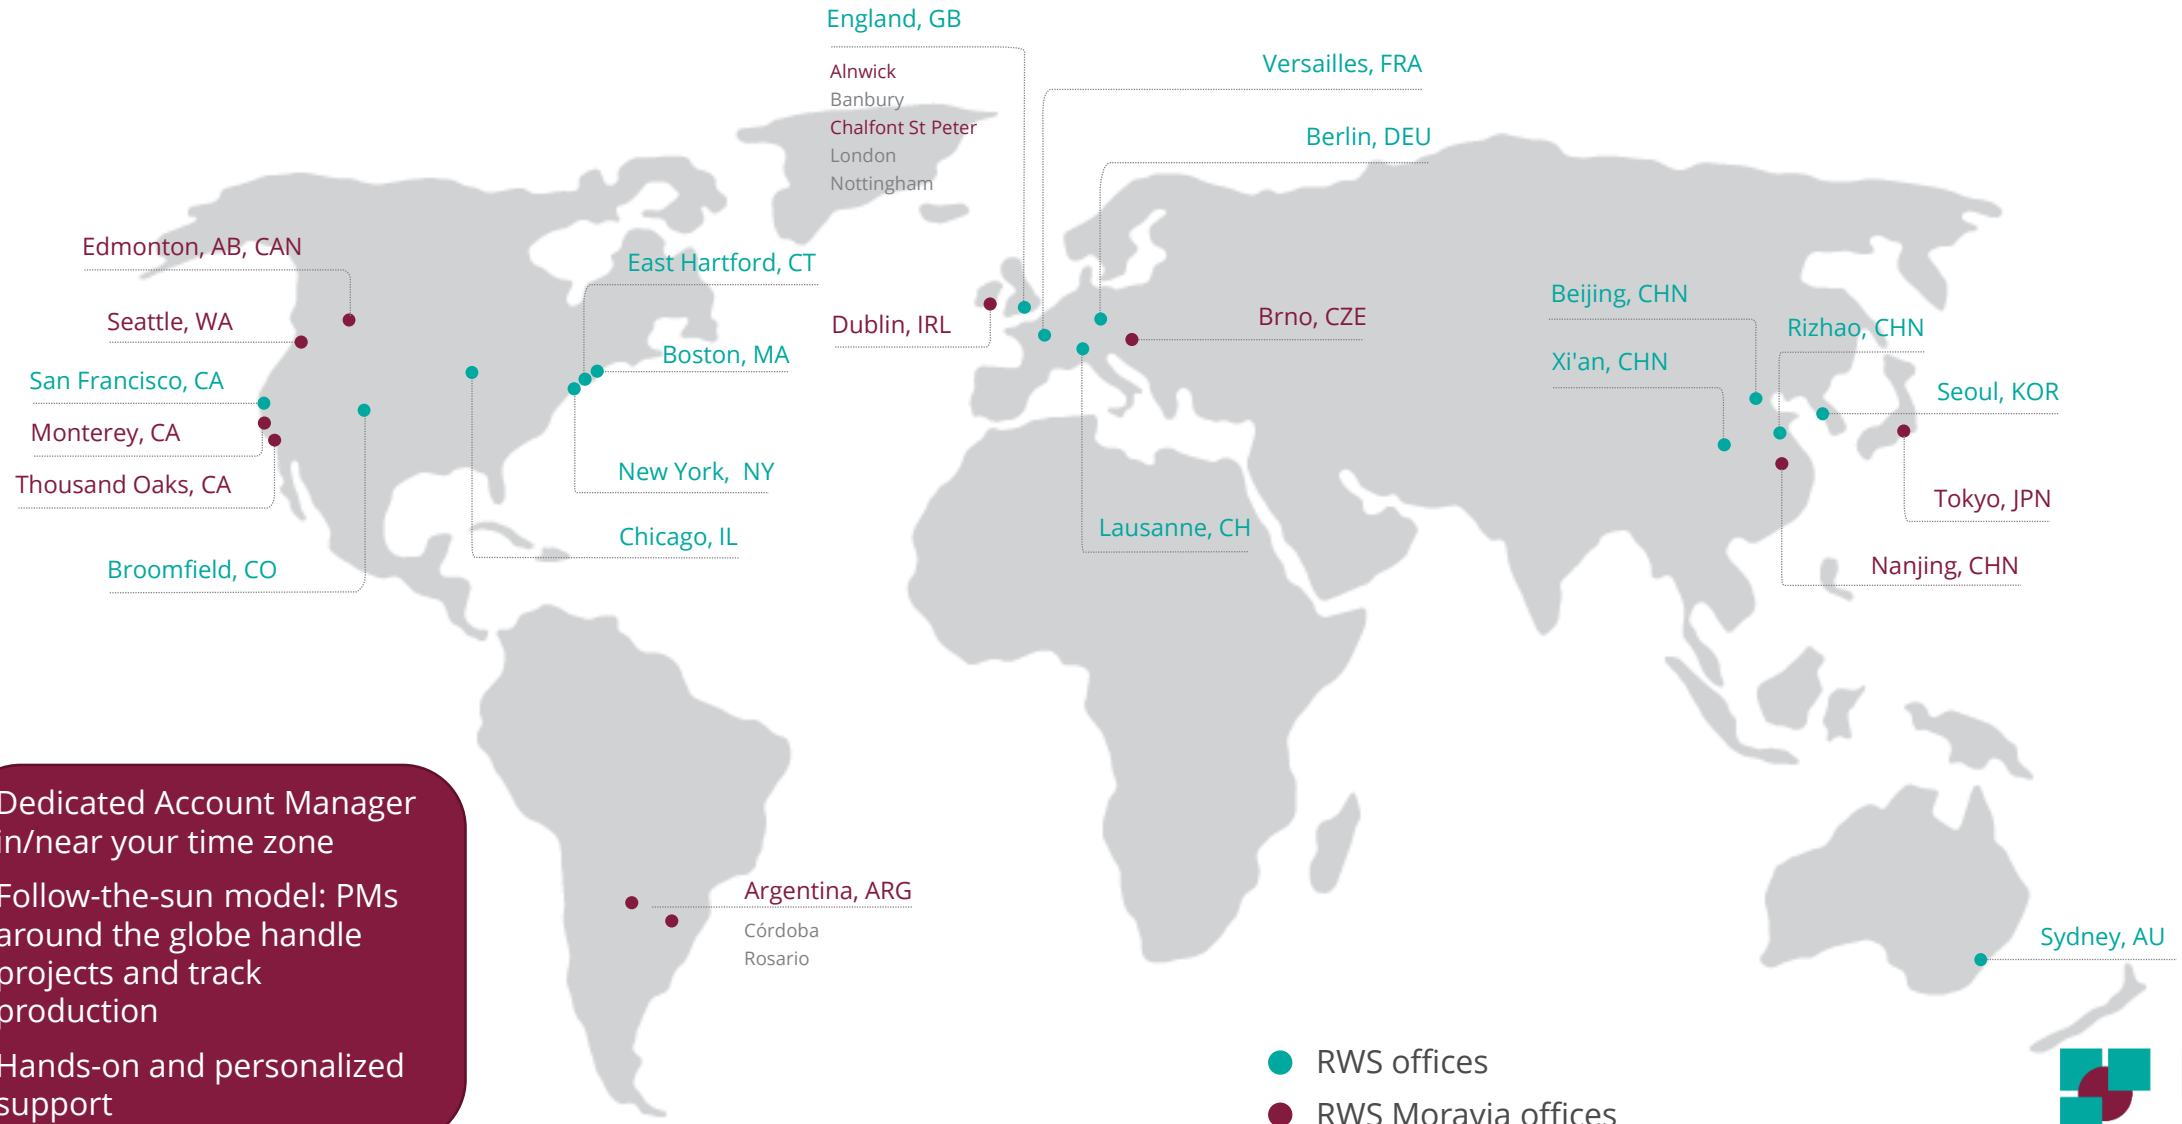 England, GB
Alnwick
Banbury
Chalfont St Peter
London
Nottingham
Versailles, FRA
Berlin, DEU
Edmonton, AB, CAN
Seattle, WA
San Francisco, CA
Monterey, CA
Thousand Oaks, CA
Broomfield, CO
East Hartford, CT
Boston, MA
New York, NY
Chicago, IL
Dublin, IRL
Brno, CZE
Lausanne, CH
Beijing, CHN
Rizhao, CHN
Xi'an, CHN
Seoul, KOR
Tokyo, JPN
Nanjing, CHN
Argentina, ARG
Córdoba
Rosario
Sydney, AU
Dedicated Account Manager
in/near your time zone
Follow-the-sun model: PMs
around the globe handle
projects and track
production
Hands-on and personalized
support
RWS offices
RWS Moravia offices